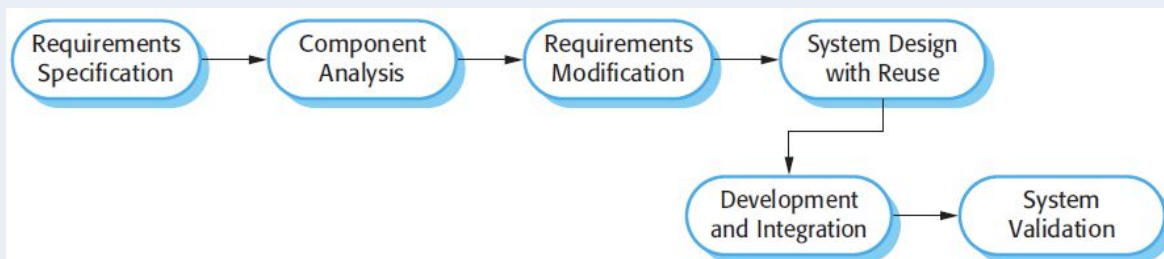 Requirements
Specification
Component
Analysis
Requirements
Modification
System Design
with Reuse
Development
and Integration
System
Validation